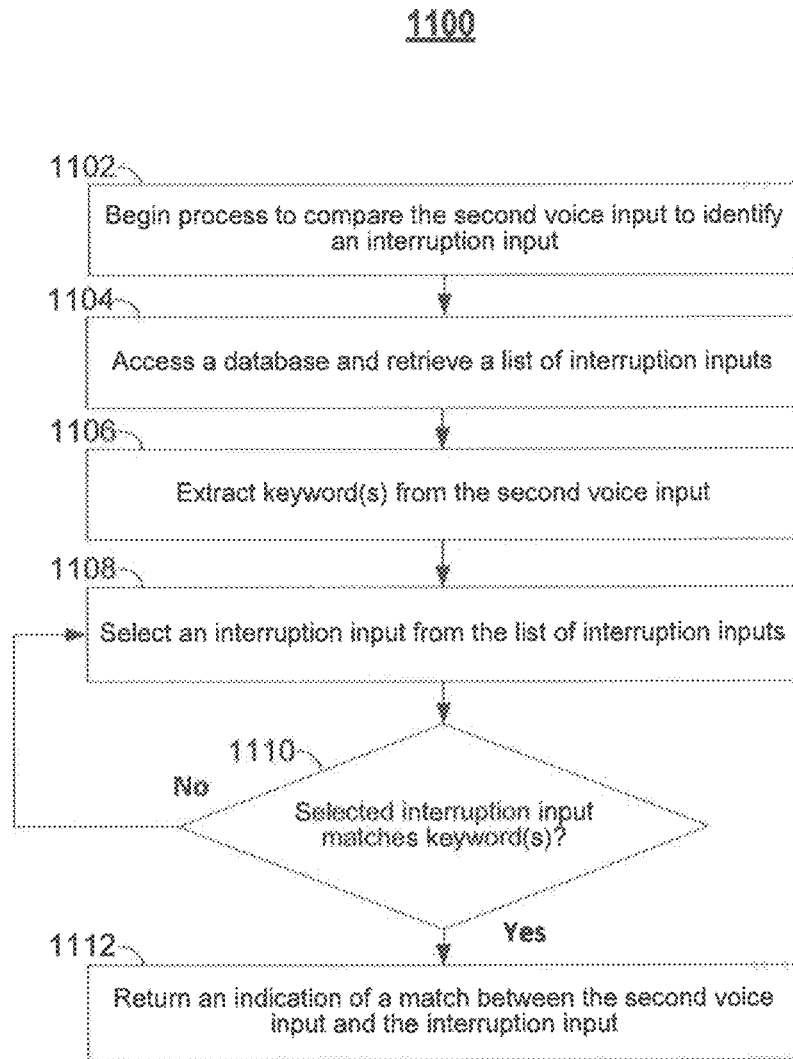 1100
1102
Begin process to compare the second voice input to identify
an interruption input
1104
Access a database and retrieve a list of interruption inputs
1106
Extract keyword(s) from the second voice input
1108
Select an interruption input from the list of interruption inputs
1110
No
Selected interruption input
matches keyword(s)?
Yes
1112
Return an indication of a match between the second voice
input and the interruption input